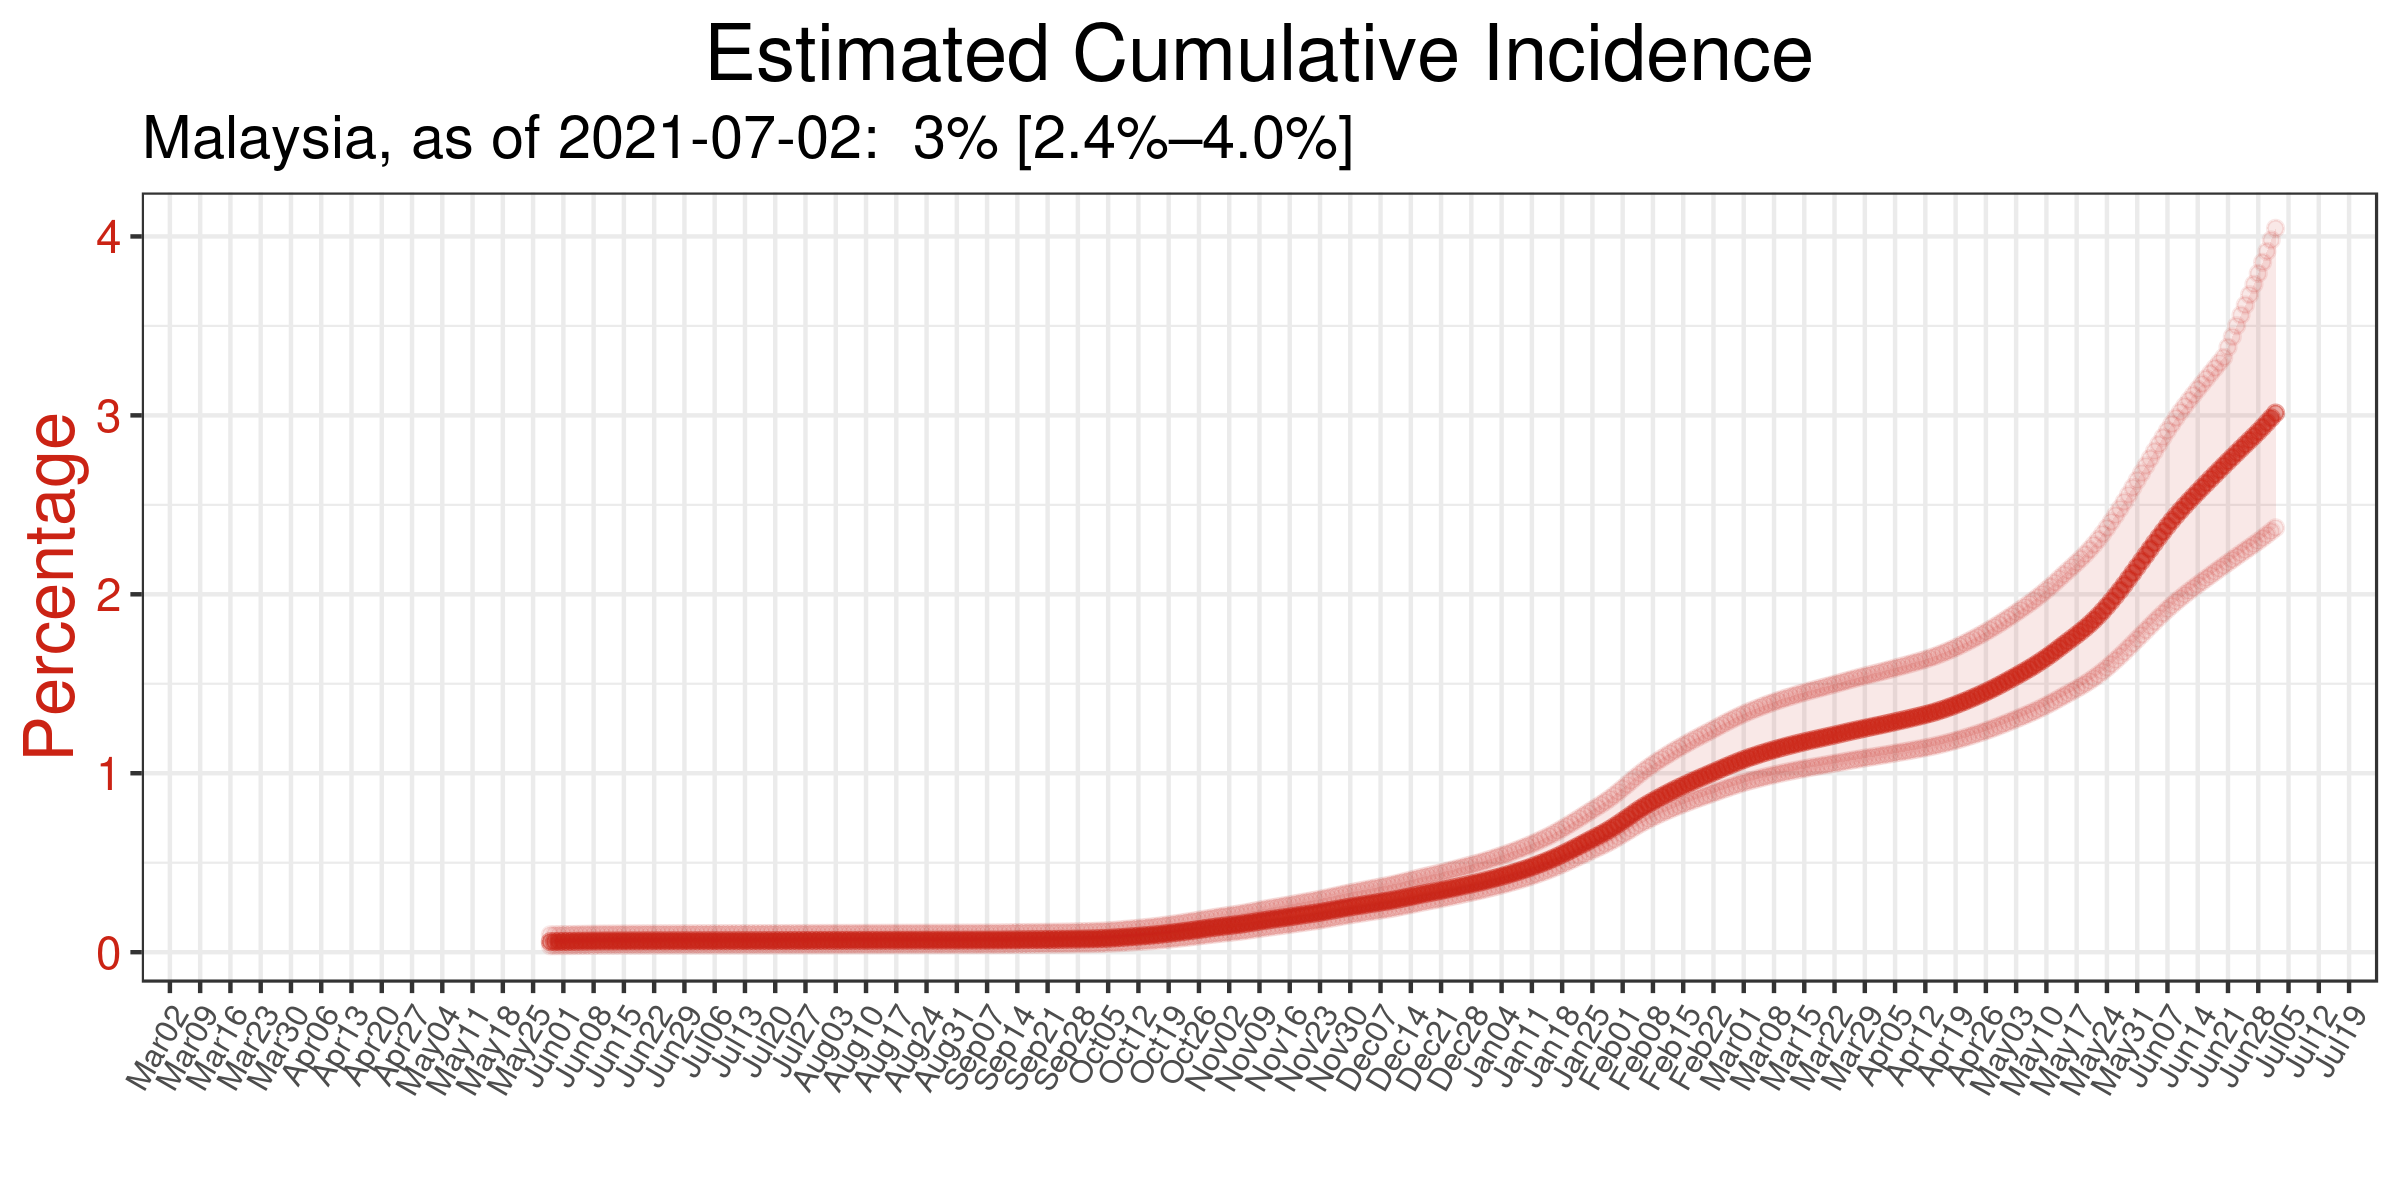 Estimated Cumulative Incidence
Malaysia, as of 2021-07-02:  3% [2.4%–4.0%]
Percentage
4
3
2
1
0
Mar02
Mar09
Mar16
Mar23
Mar30
Apr06
Apr13
Apr20
Apr27
May04
May11
May18
May25
Jun01
Jun08
Jun15
Jun22
Jun29
Jul06
Jul13
Jul20
Jul27
Aug03
Aug10
Aug17
Aug24
Aug31
Sep07
Sep14
Sep21
Sep28
Oct05
Oct12
Oct19
Oct26
Nov02
Nov09
Nov16
Nov23
Nov30
Dec07
Dec14
Dec21
Dec28
Jan04
Jan11
Jan18
Jan25
Feb01
Feb08
Feb15
Feb22
Mar01
Mar08
Mar15
Mar22
Mar29
Apr05
Apr12
Apr19
Apr26
May03
May10
May17
May24
May31
Jun07
Jun14
Jun21
Jun28
Jul05
Jul12
Jul19